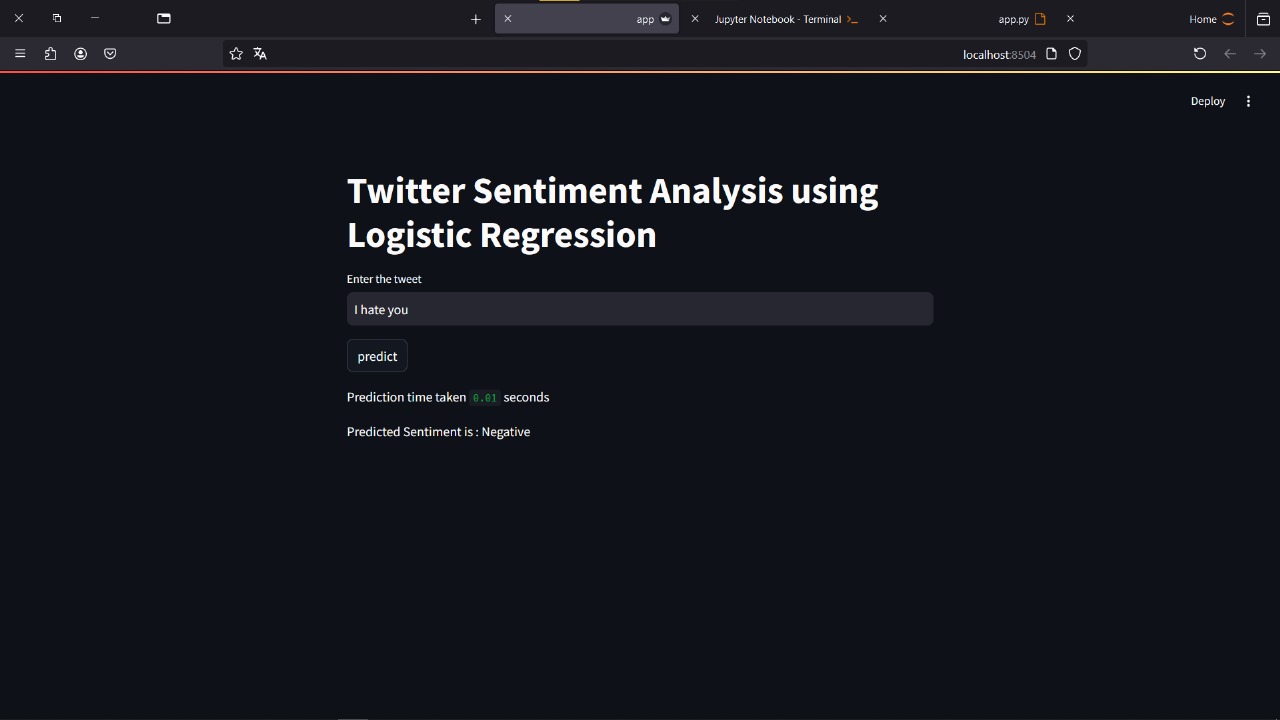 app
Jupyter Notebook - Terminal
app.py
Home
localhost:8504
Deploy
Twitter Sentiment Analysis using
Logistic Regression
Enter the tweet
I hate you
predict
Prediction time taken 0.01 seconds
Predicted Sentiment is : Negative